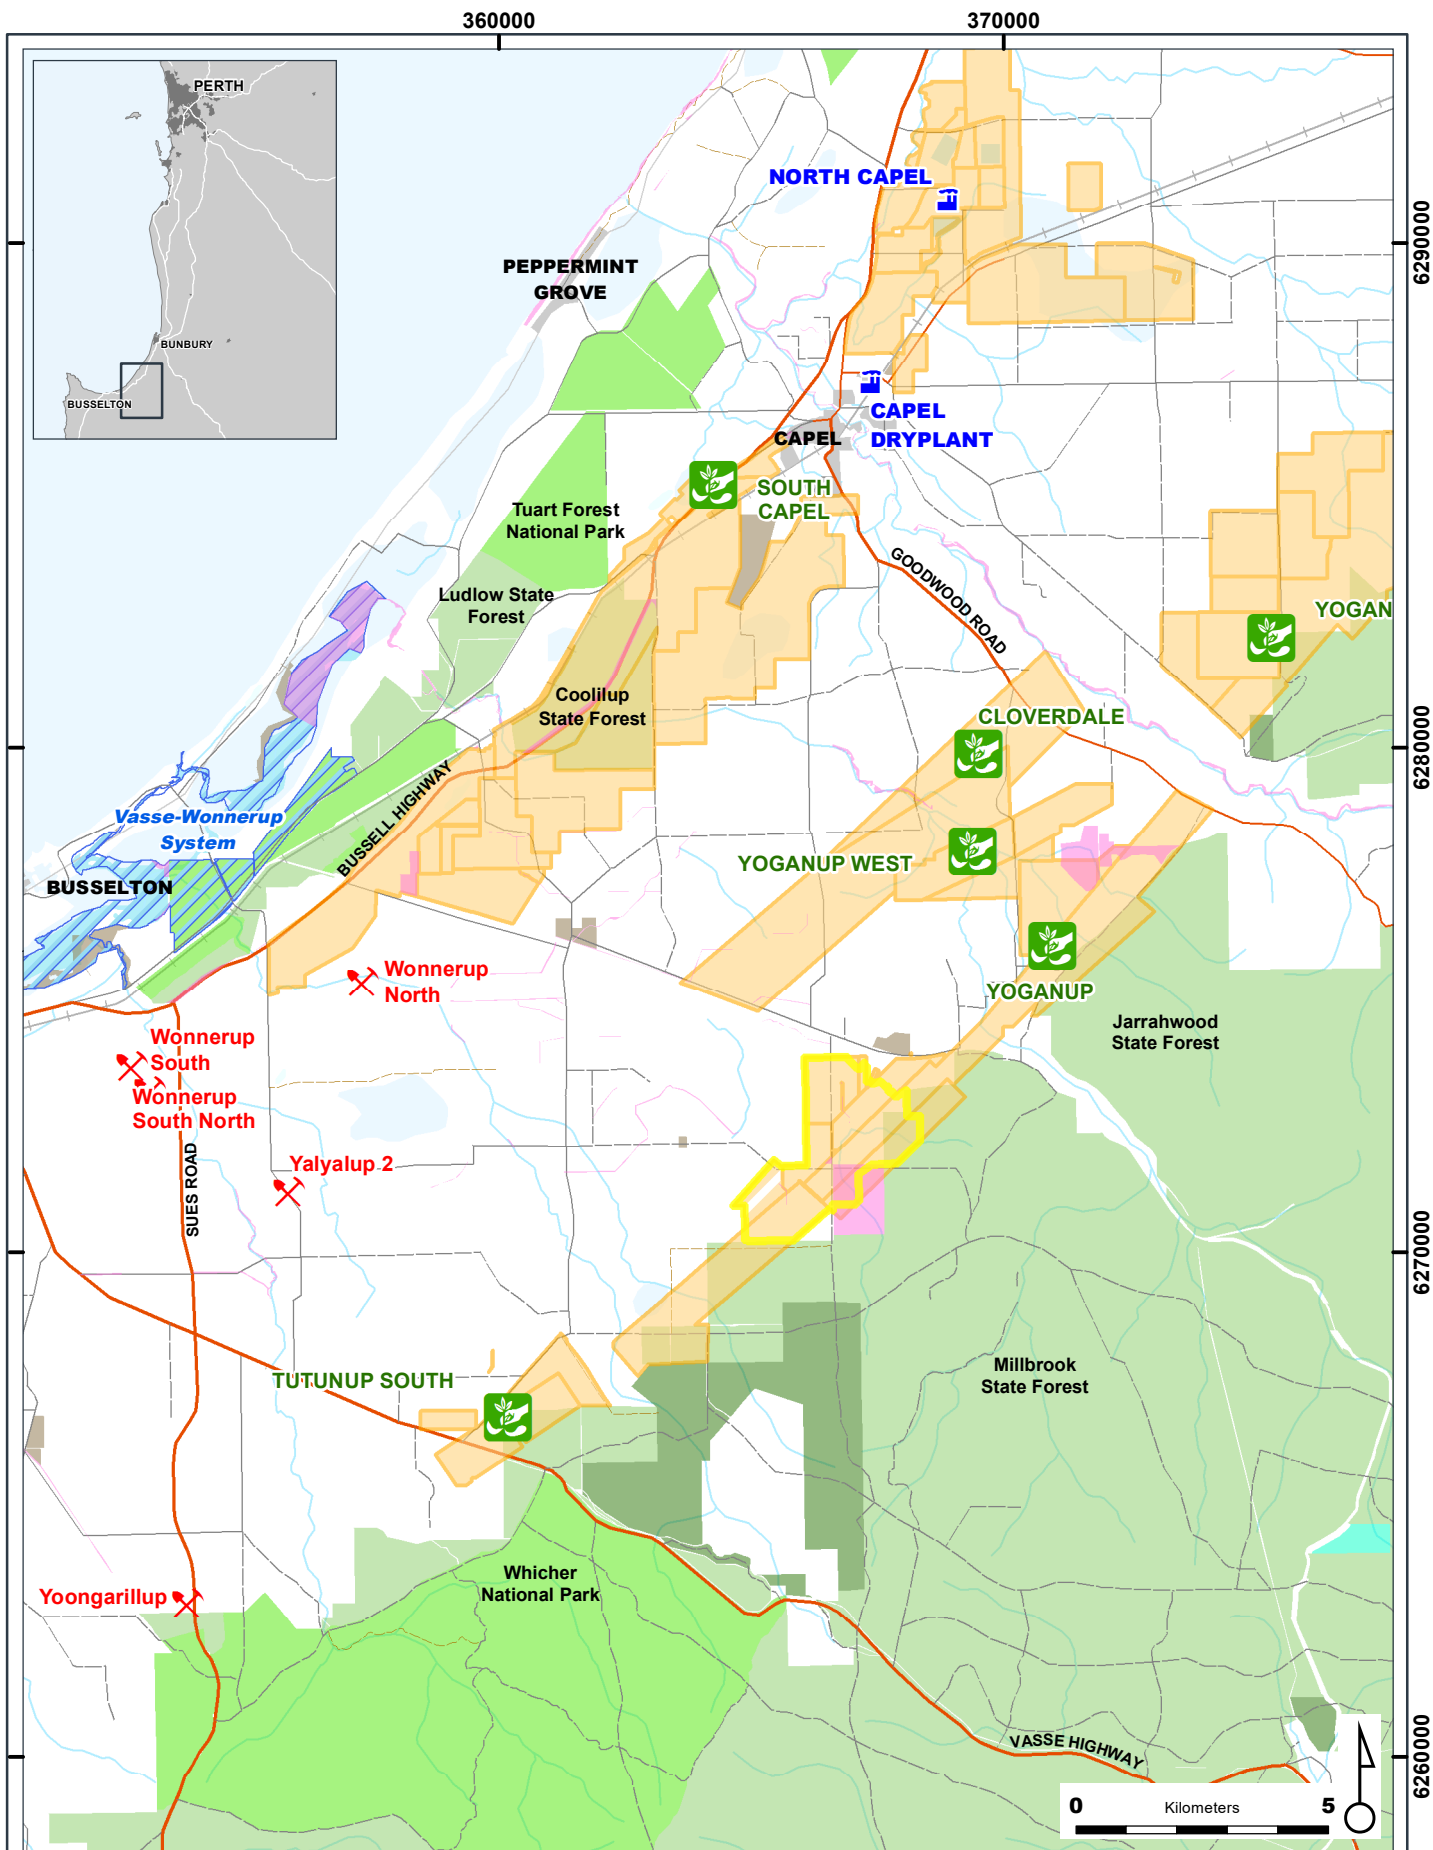 360000
370000
PERTH
BUNBURY
BUSSELTON
NORTH CAPEL
6290000
PEPPERMINT
GROVE
CAPEL
DRYPLANT
CAPEL
SOUTH
CAPEL
Tuart Forest
National Park
GOODWOOD ROAD
Ludlow State
Forest
YOGAN
Coolilup
State Forest
CLOVERDALE
6280000
BUSSELL HIGHWAY
Vasse-Wonnerup
System
YOGANUP WEST
BUSSELTON
Wonnerup
North
YOGANUP
Jarrahwood
State Forest
Wonnerup
South
Wonnerup
South North
SUES ROAD
Yalyalup 2
6270000
Millbrook
State Forest
TUTUNUP SOUTH
Whicher
National Park
Yoongarillup
VASSE HIGHWAY
6260000
0
Kilometers
5